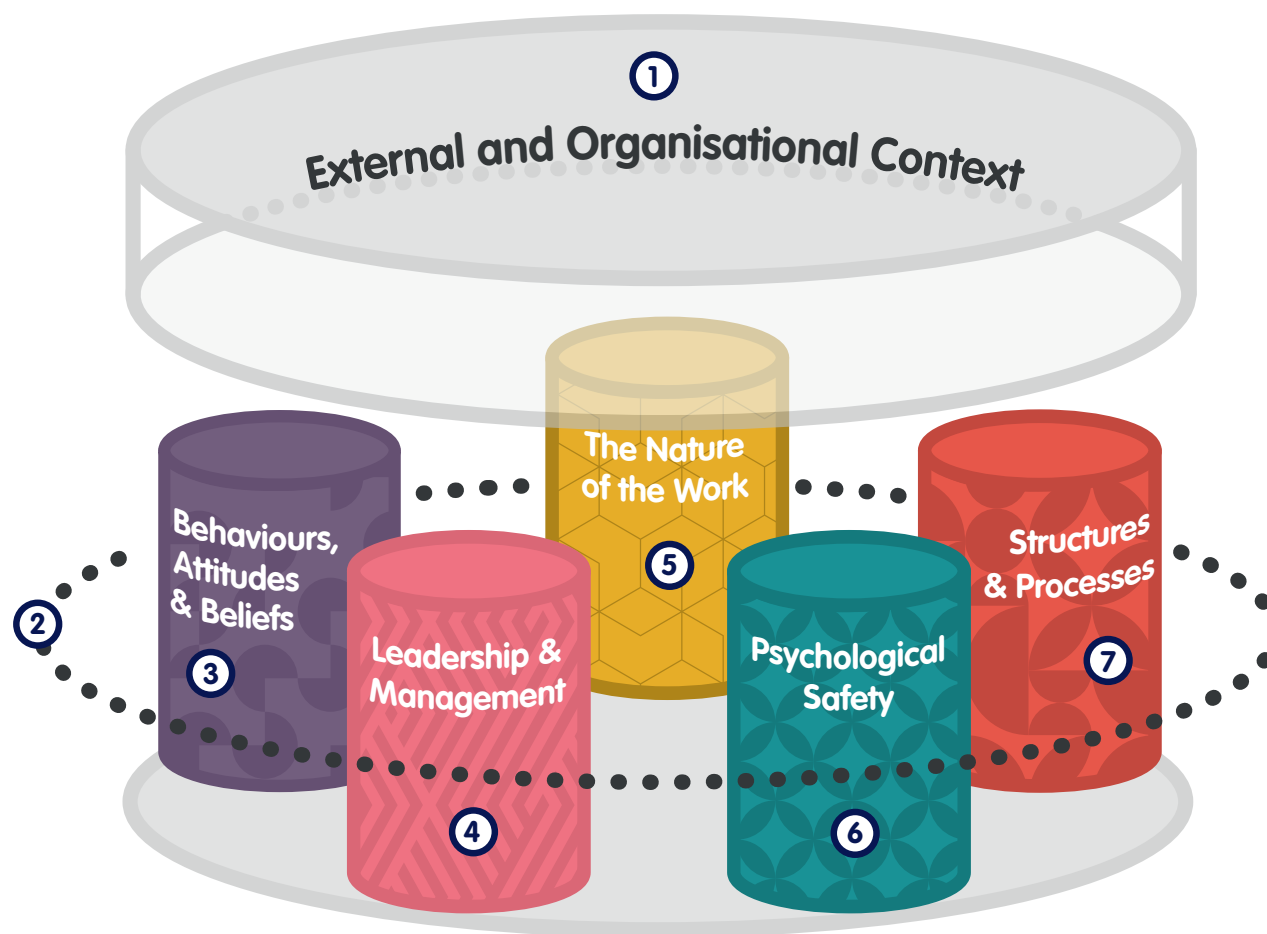 1
External and Organisational Context
The Nature
of the Work
5
2
Behaviours,
Attitudes
& Beliefs
3
Leadership &
Management
4
Psychological
Safety
6
Structures
& Processes
7